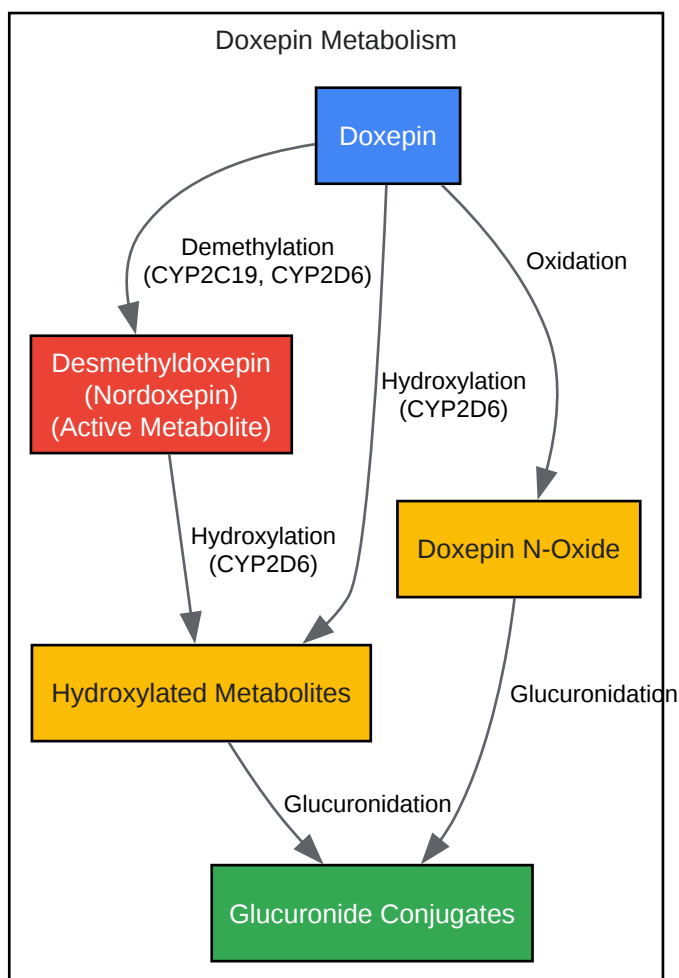 Doxepin Metabolism
Doxepin
Demethylation
(CYP2C19, CYP2D6)
Oxidation
Desmethyldoxepin
(Nordoxepin)
(Active Metabolite)
Hydroxylation
(CYP2D6)
Hydroxylation
(CYP2D6)
Doxepin N-Oxide
Hydroxylated Metabolites
Glucuronidation
Glucuronidation
Glucuronide Conjugates